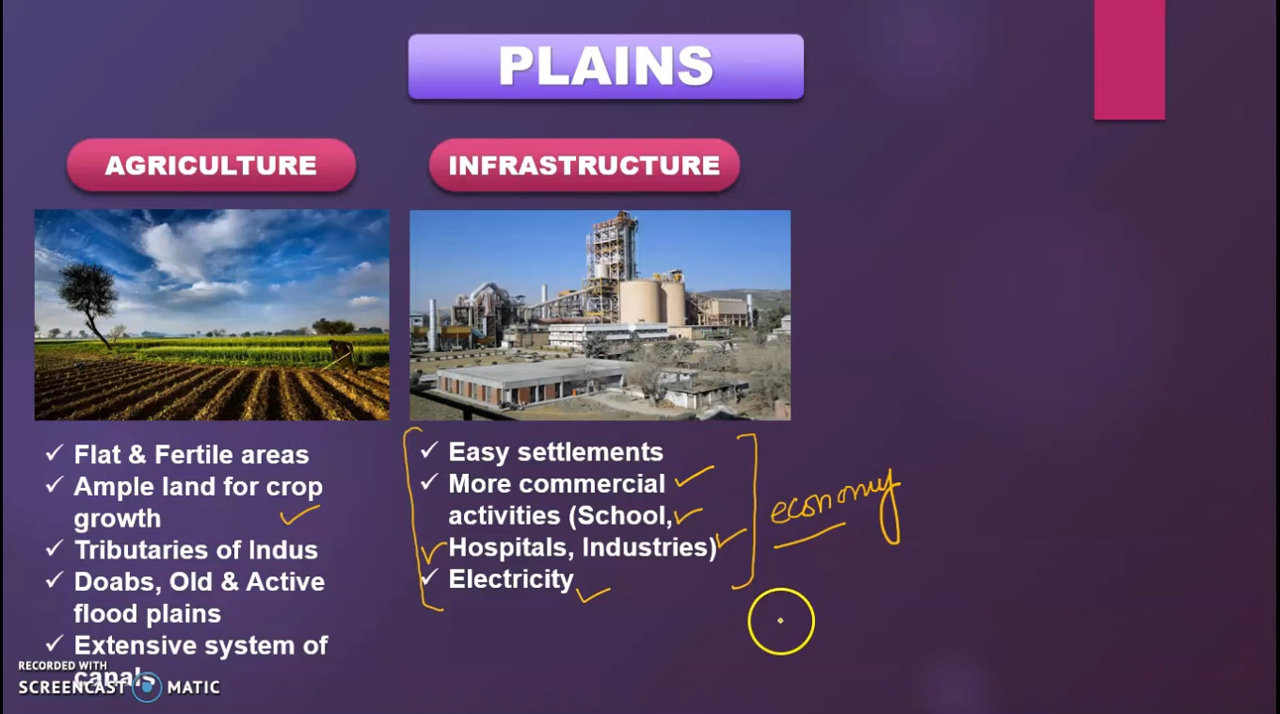 PLAINS
AGRICULTURE
INFRASTRUCTURE
✓ Flat & Fertile areas
✓ Ample land for crop
growth
✓ Tributaries of Indus
✓ Doabs, Old & Active
flood plains
✓ Extensive system of
canals
✓ Easy settlements
✓ More commercial
activities (School,
Hospitals, Industries)
✓ Electricity
economy
RECORDED WITH
SCREENCAST MATIC